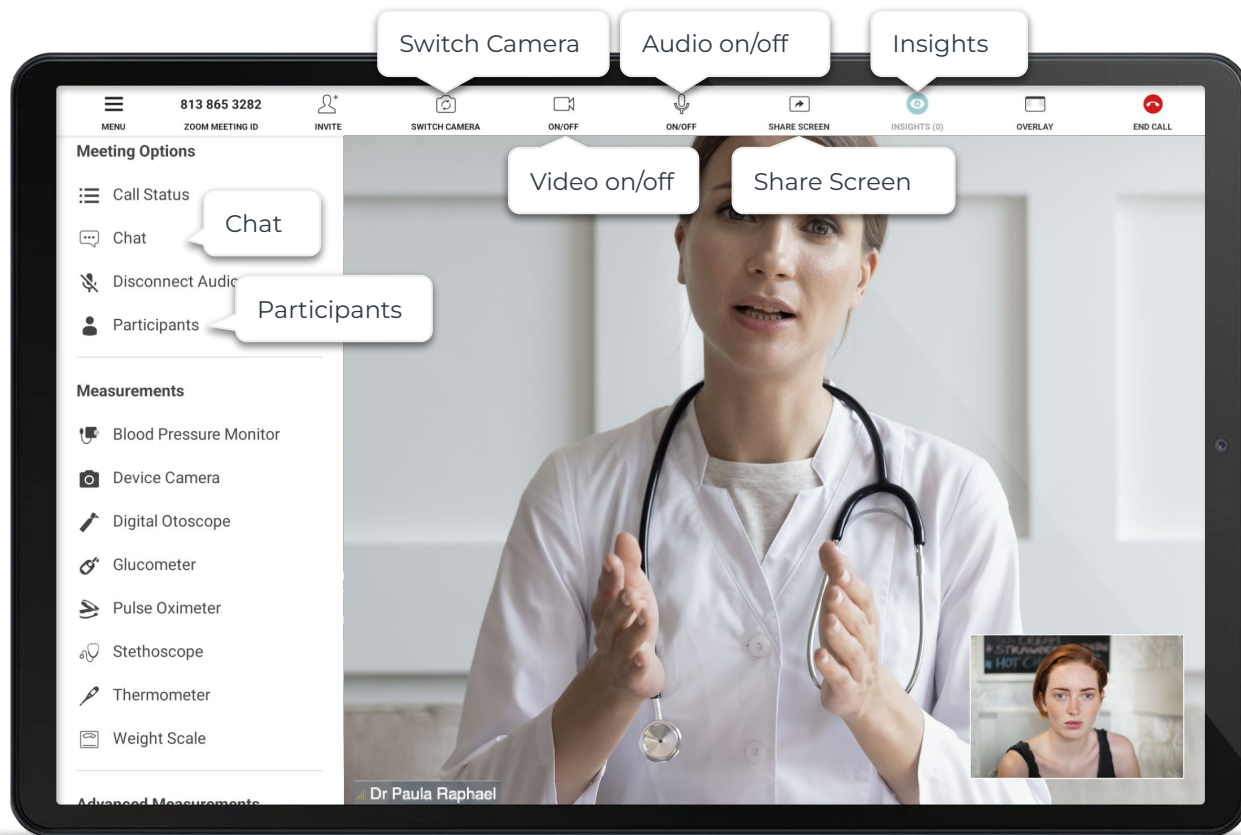 Switch Camera
Audio on/off
Insights
813 865 3282
MENU
ZOOM MEETING ID
INVITE
SWITCH CAMERA
ON/OFF
ON/OFF
SHARE SCREEN
INSIGHTS (0)
OVERLAY
END CALL
Video on/off
Share Screen
Meeting Options
Call Status
Chat
Chat
Disconnect Audio
Participants
Participants
Measurements
Blood Pressure Monitor
Device Camera
Digital Otoscope
Glucometer
Pulse Oximeter
Stethoscope
Thermometer
Weight Scale
Advanced Measurements
Dr Paula Raphael
HOT